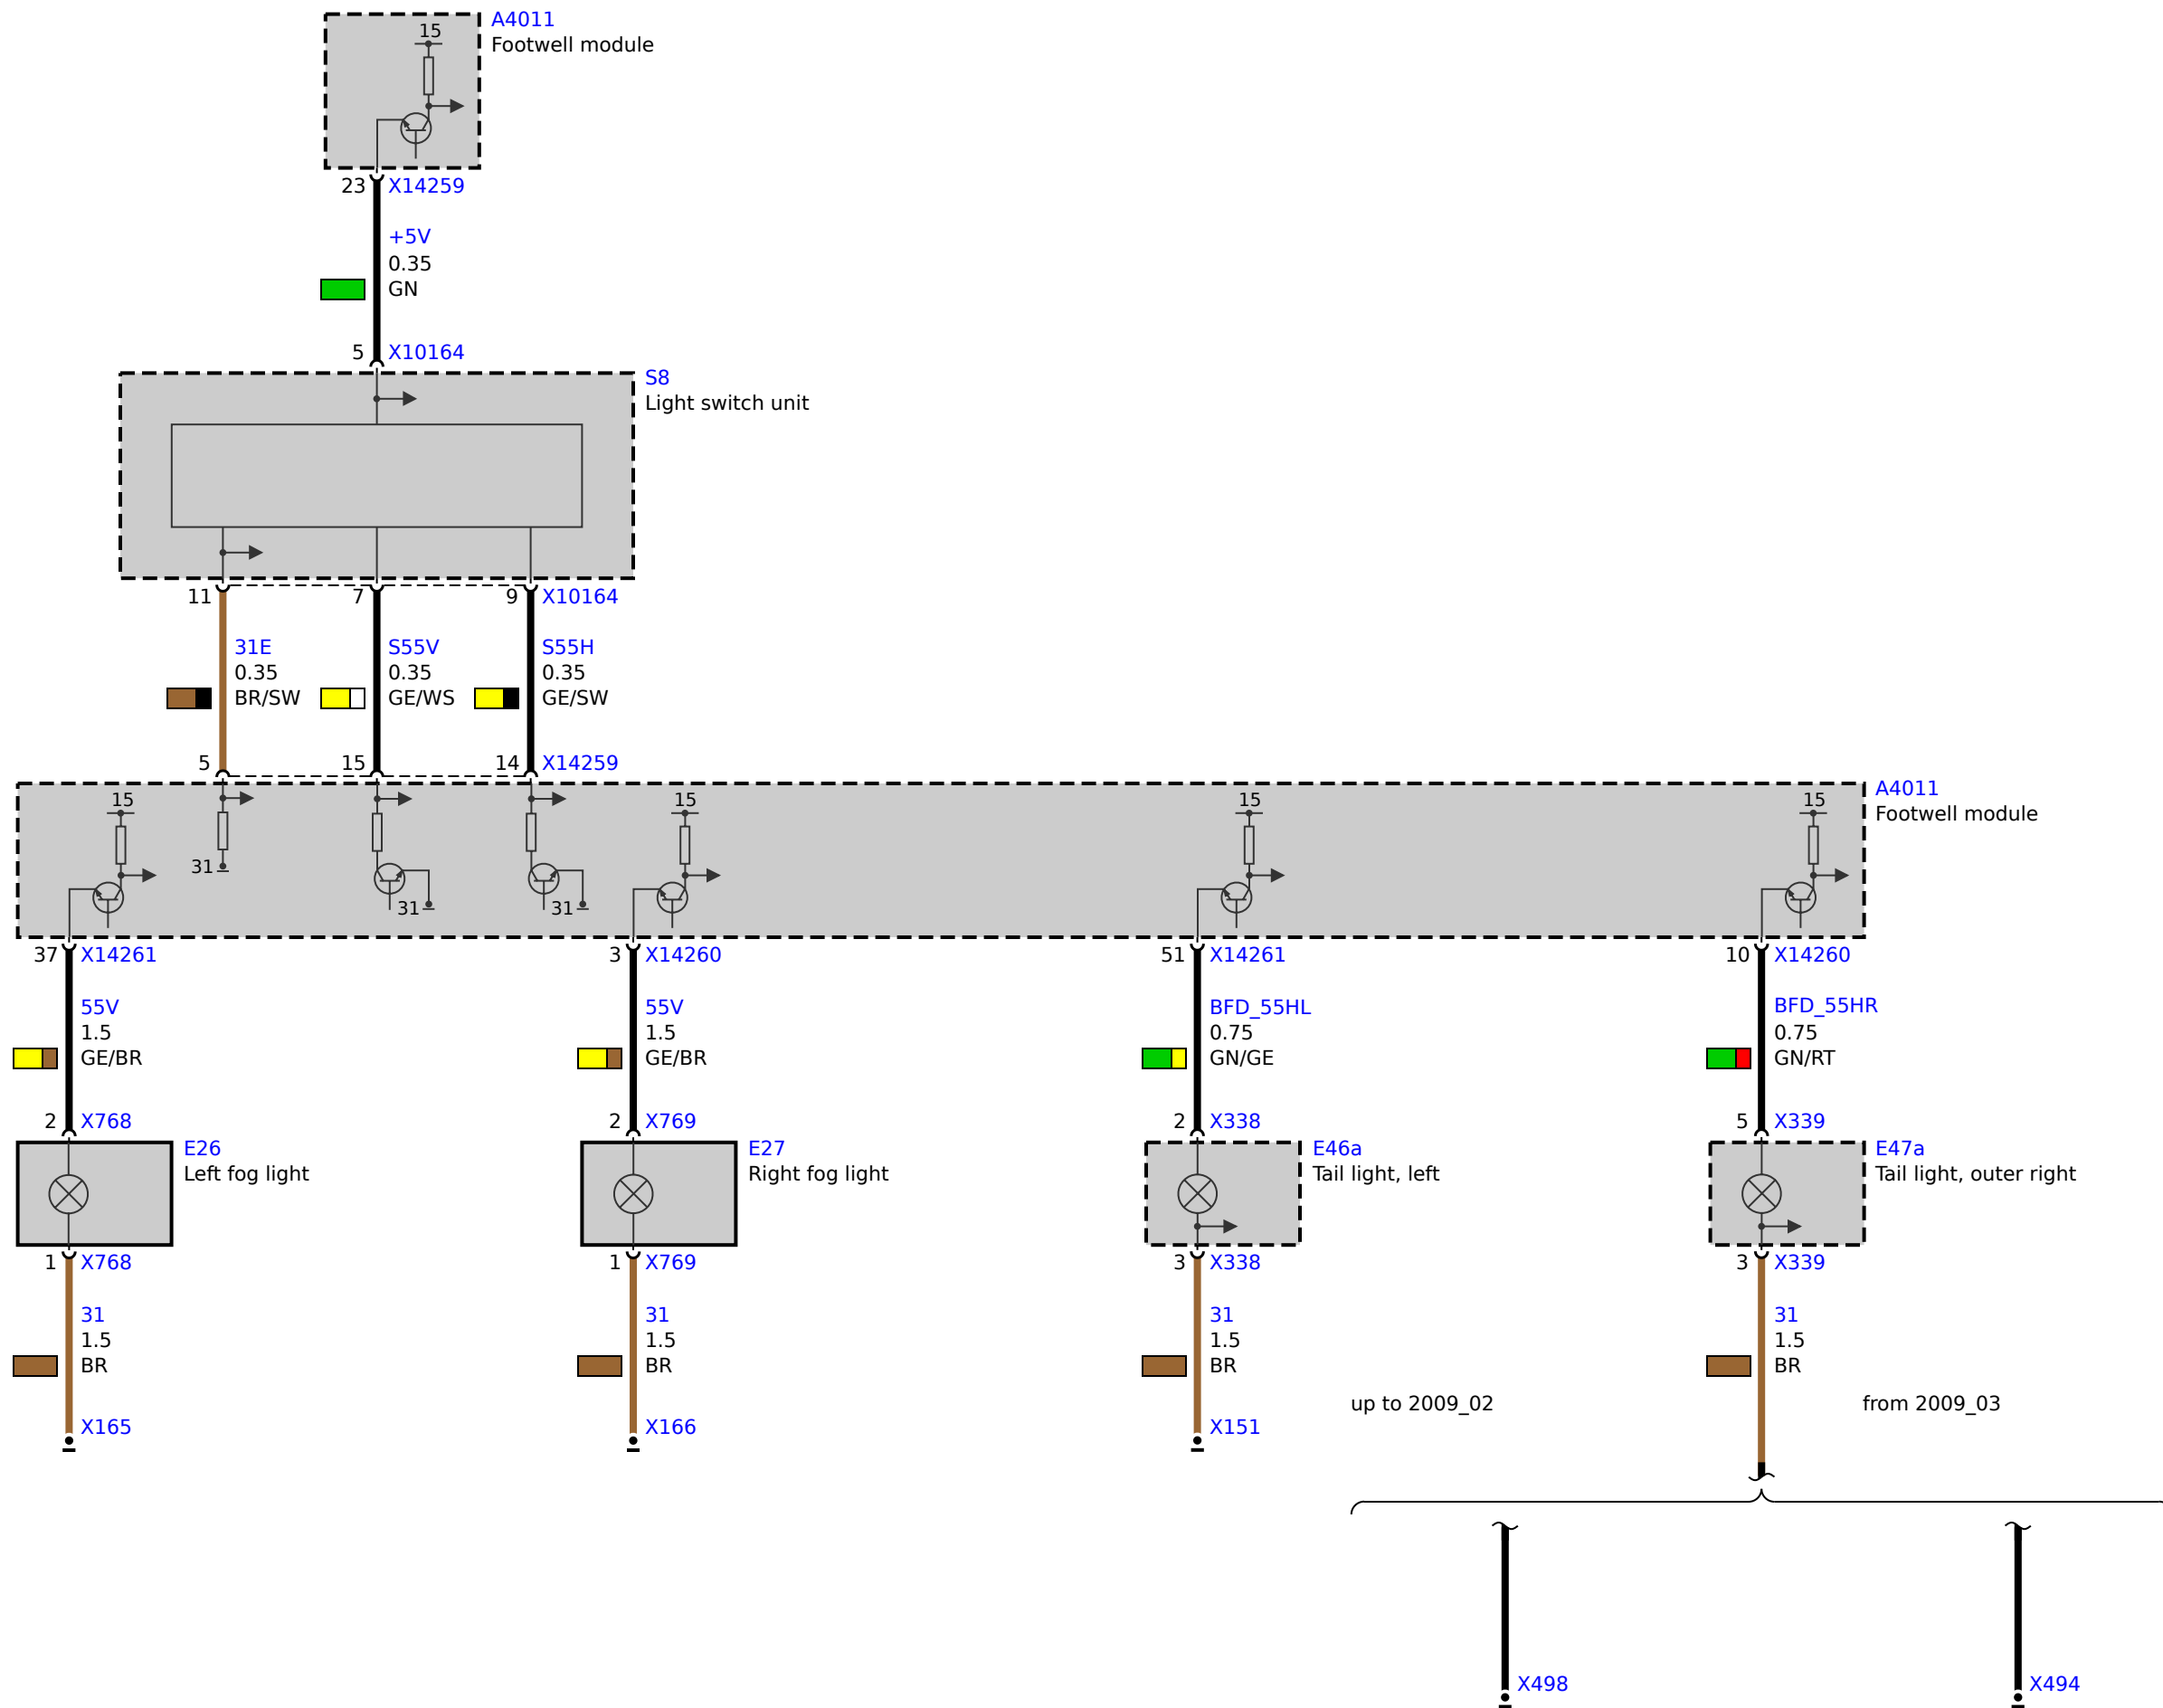 15
A4011
Footwell module
23 X14259
+5V
0.35
GN
5 X10164
S8
Light switch unit
11 7 9 X10164
31E S55V S55H
0.35 0.35 0.35
BR/SW GE/WS GE/SW
5 15 14 X14259
A4011
Footwell module
15 15 15 15
31
31 31
37 X14261 3 X14260 51 X14261 10 X14260
55V 55V BFD_55HL BFD_55HR
1.5 1.5 0.75 0.75
GE/BR GE/BR GN/GE GN/RT
2 X768 2 X769 2 X338 5 X339
E26 E27 E46a E47a
Left fog light Right fog light Tail light, left Tail light, outer right
1 X768 1 X769 3 X338 3 X339
31 31 31 31
1.5 1.5 1.5 1.5
BR BR BR BR
up to 2009_02 from 2009_03
X165 X166 X151
X498 X494